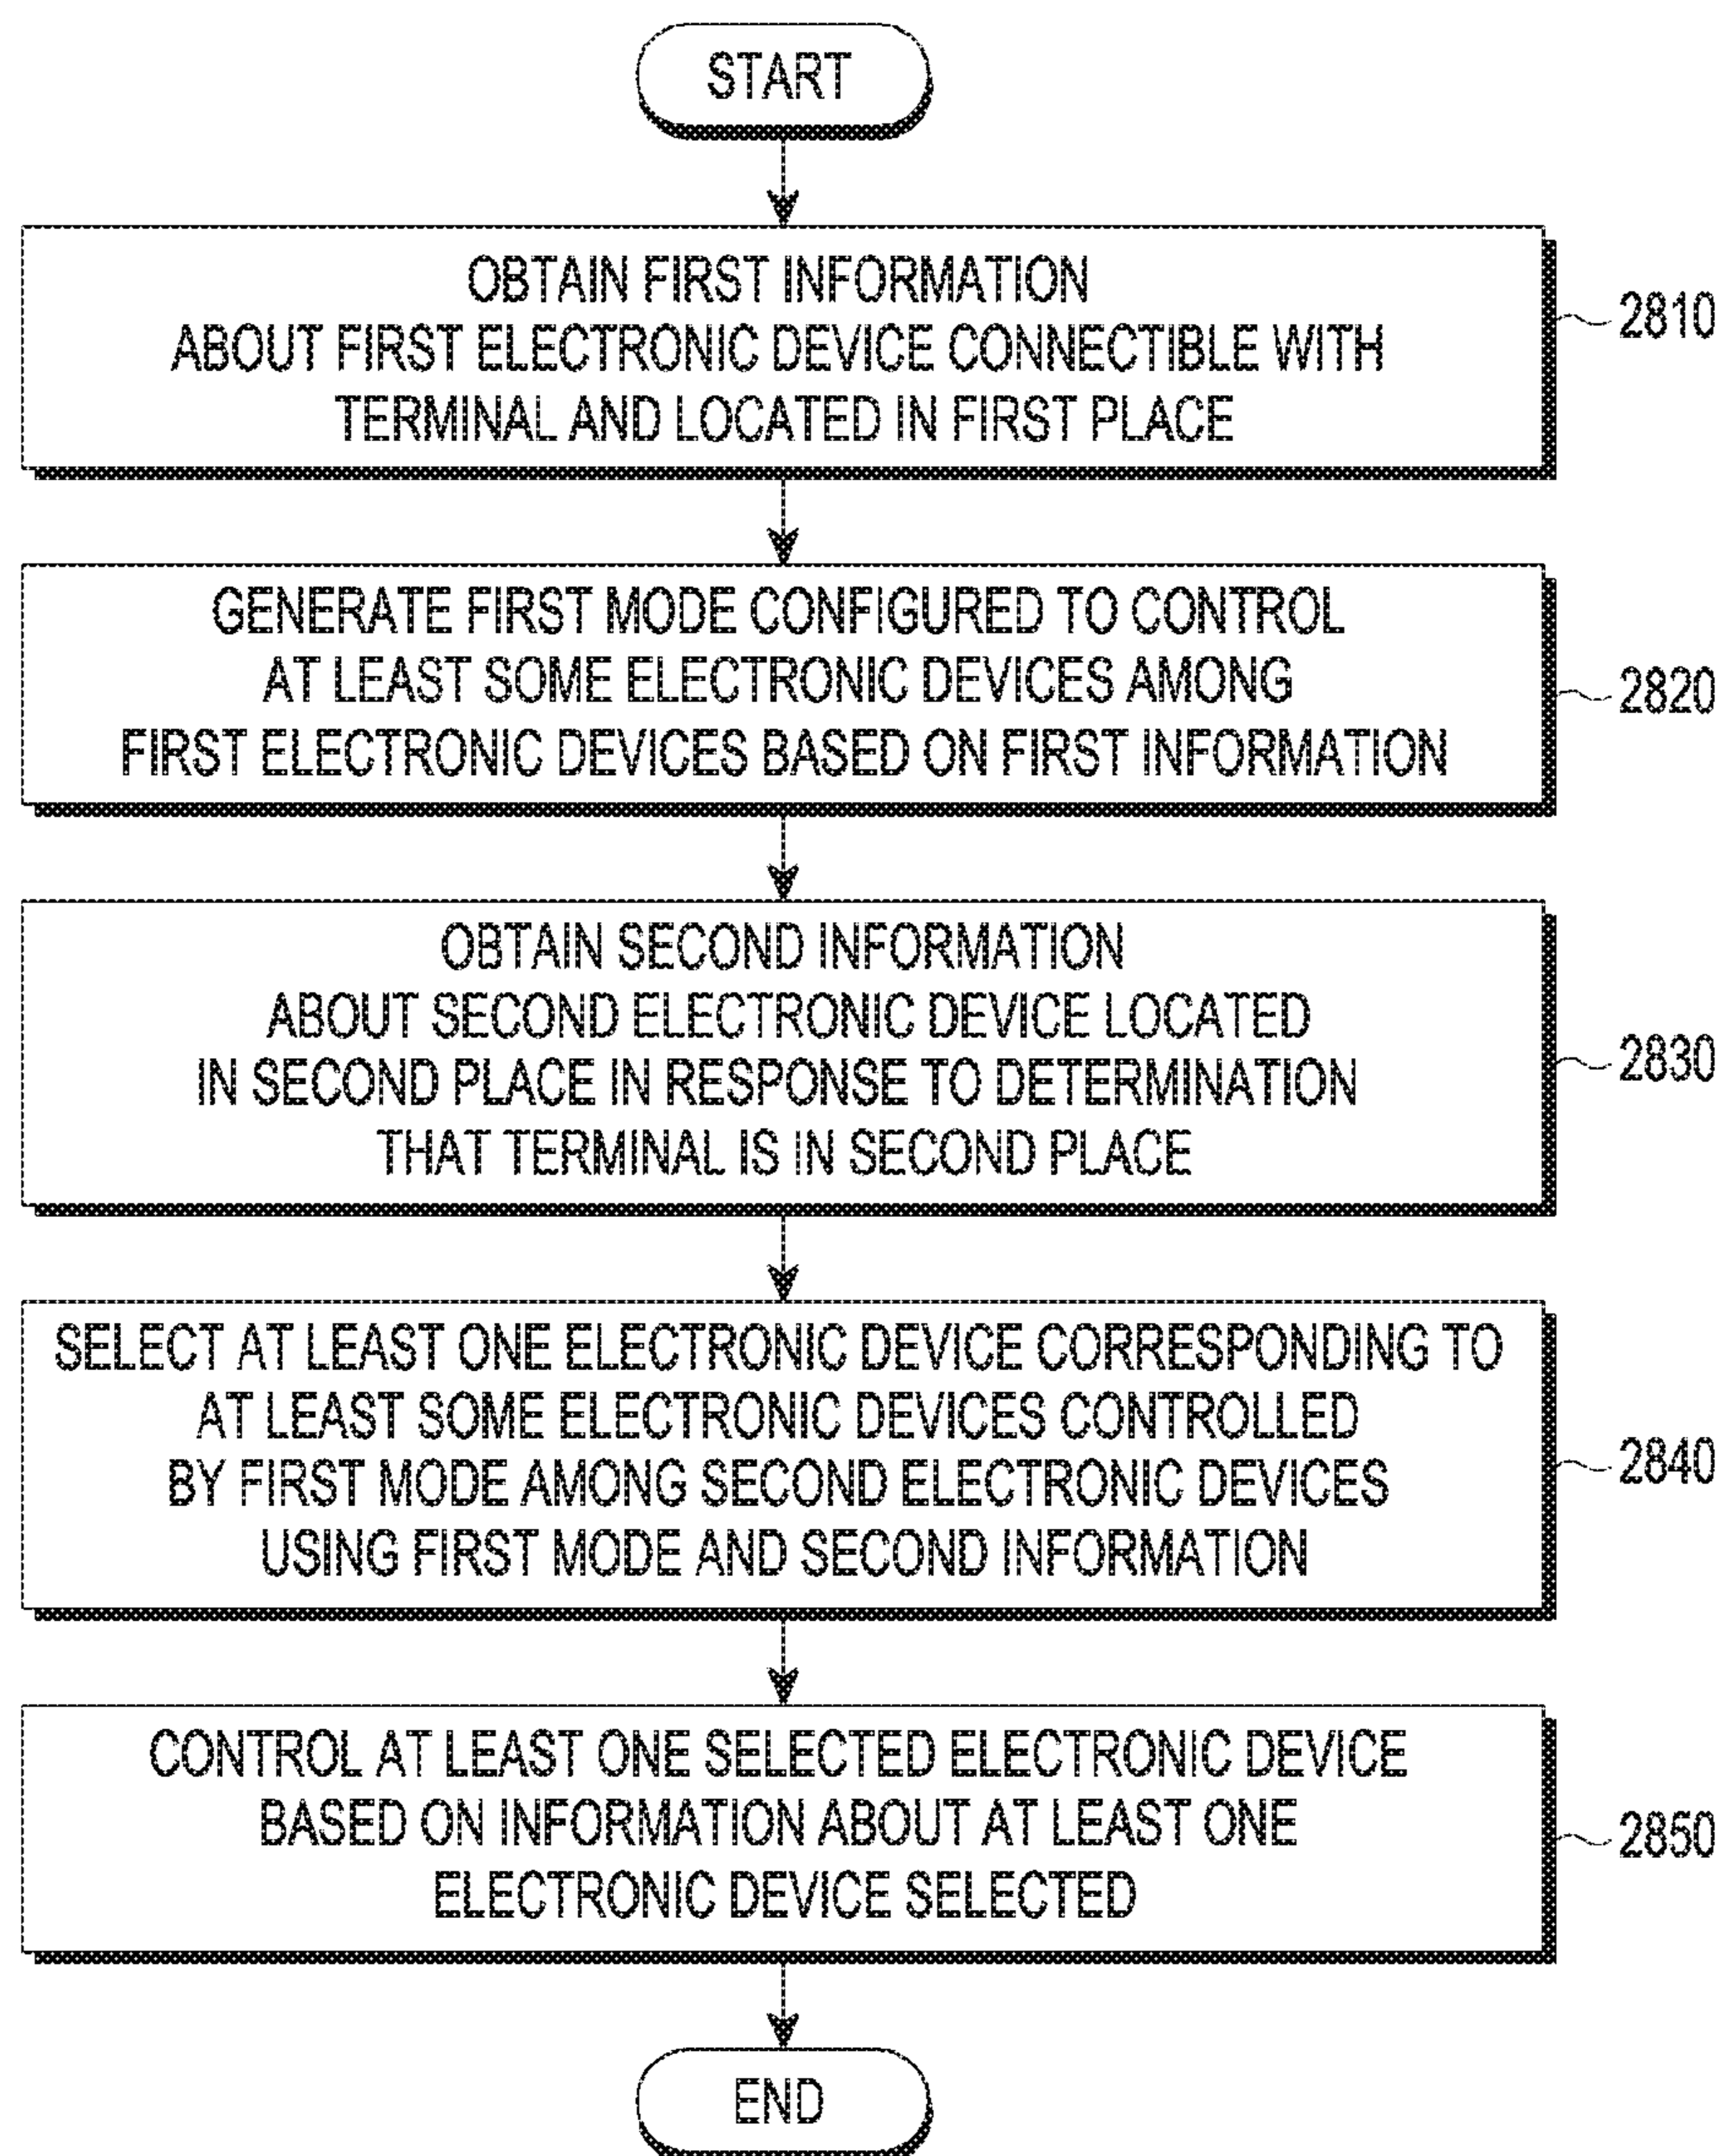 START
OBTAIN FIRST INFORMATION
ABOUT FIRST ELECTRONIC DEVICE CONNECTIBLE WITH
TERMINAL AND LOCATED IN FIRST PLACE
2810
GENERATE FIRST MODE CONFIGURED TO CONTROL
AT LEAST SOME ELECTRONIC DEVICES AMONG
FIRST ELECTRONIC DEVICES BASED ON FIRST INFORMATION
2820
OBTAIN SECOND INFORMATION
ABOUT SECOND ELECTRONIC DEVICE LOCATED
IN SECOND PLACE IN RESPONSE TO DETERMINATION
THAT TERMINAL IS IN SECOND PLACE
2830
SELECT AT LEAST ONE ELECTRONIC DEVICE CORRESPONDING TO
AT LEAST SOME ELECTRONIC DEVICES CONTROLLED
BY FIRST MODE AMONG SECOND ELECTRONIC DEVICES
USING FIRST MODE AND SECOND INFORMATION
2840
CONTROL AT LEAST ONE SELECTED ELECTRONIC DEVICE
BASED ON INFORMATION ABOUT AT LEAST ONE
ELECTRONIC DEVICE SELECTED
2850
END